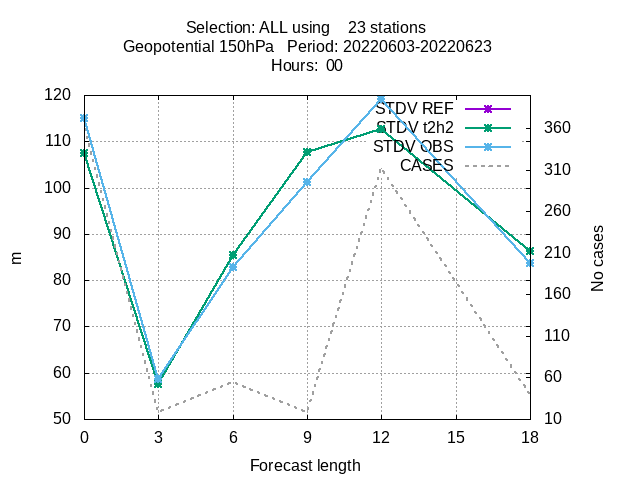 Selection: ALL using 23 stations
Geopotential 150hPa Period: 20220603-20220623
Hours: 00
120
110
100
90
80
70
60
50
m
STDV REF
STDV t2h2
STDV OBS
CASES
360
310
260
210
160
110
60
10
No cases
0 3 6 9 12 15 18
Forecast length